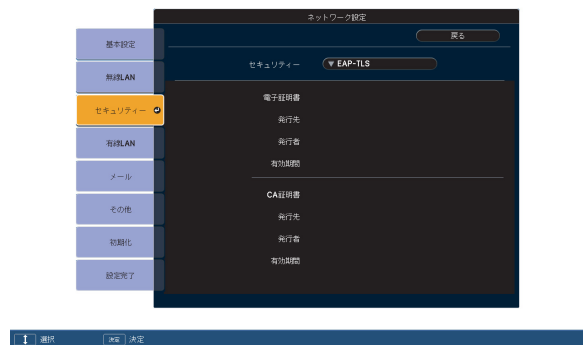 ネットワーク設定
戻る
基本設定
無線LAN
セキュリティー
有線LAN
メール
その他
初期化
設定完了
セキュリティー ▼ EAP-TLS
電子証明書
発行先
発行者
有効期間
CA証明書
発行先
発行者
有効期間
選択 決定 決定